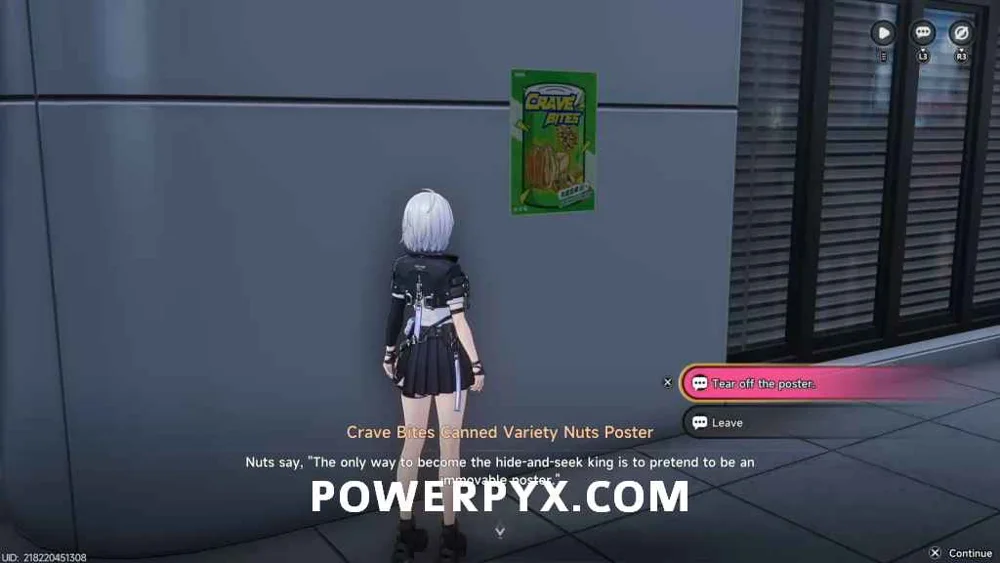 L3
R3
CRAVE
BITES
Tear off the poster.
Leave
Crave Bites Canned Variety Nuts Poster
Nuts say, "The only way to become the hide-and-seek king is to pretend to be an
immovable poster."
POWERPYX.COM
UID: 218220451308
Continue